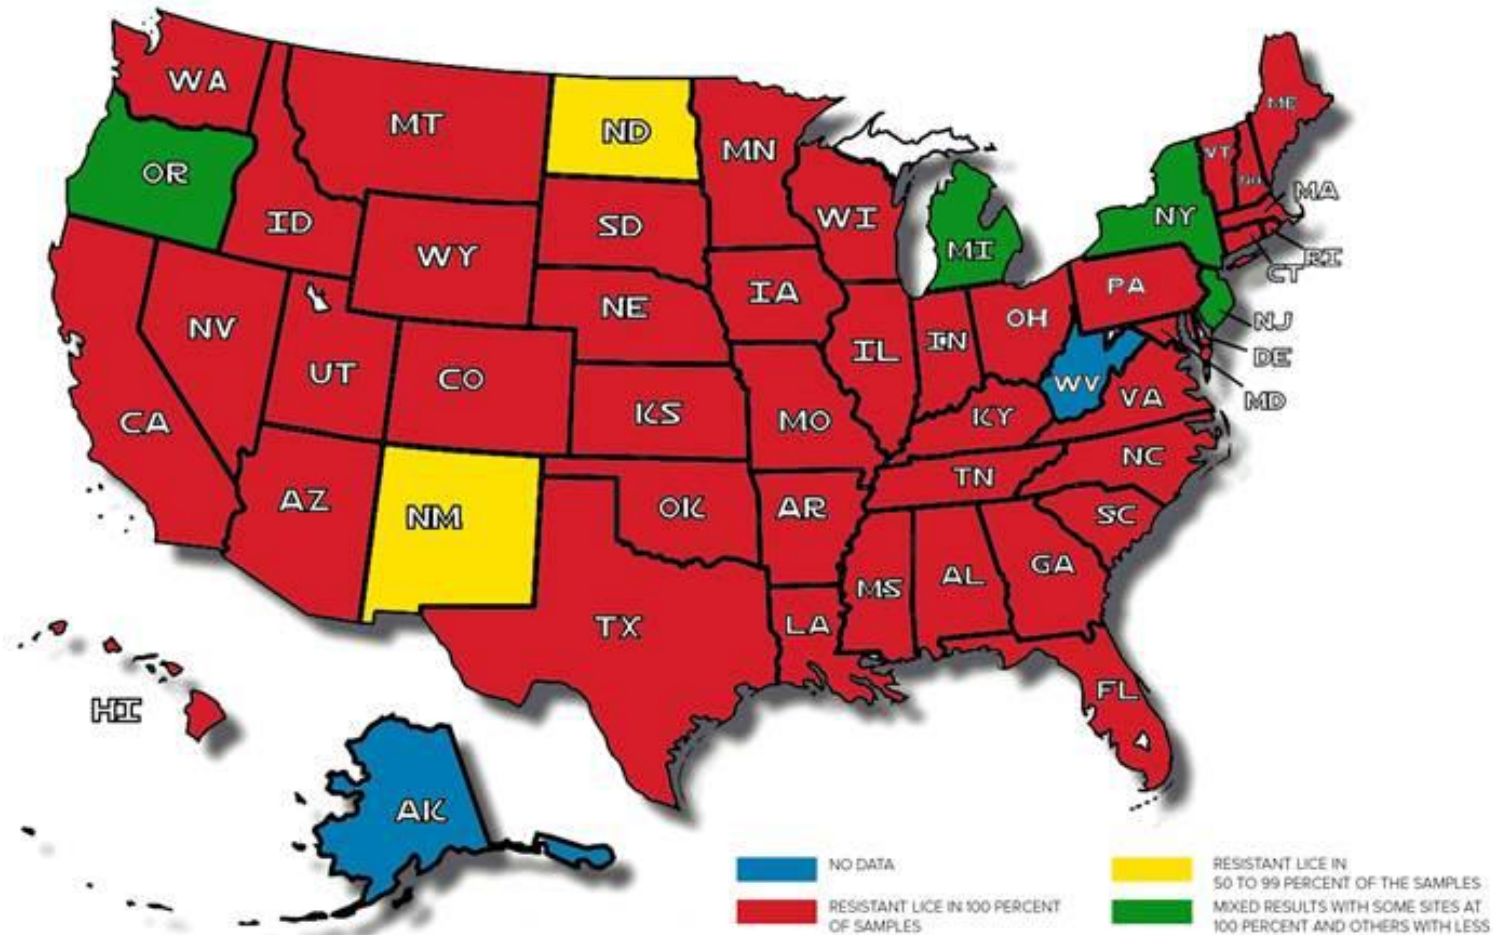 WA
MT
ND
MN
ME
OR
VT
NH
MA
ID
WY
SD
WI
MI
NY
RI
CT
NV
NE
IA
PA
NJ
UT
CO
IL
IN
OH
DE
CA
KS
MO
KY
WV
VA
MD
AZ
NM
OK
AR
TN
NC
SC
TX
LA
MS
AL
GA
FL
HI
AK
NO DATA
RESISTANT LICE IN 100 PERCENT
OF SAMPLES
RESISTANT LICE IN
50 TO 99 PERCENT OF THE SAMPLES
MIXED RESULTS WITH SOME SITES AT
100 PERCENT AND OTHERS WITH LESS